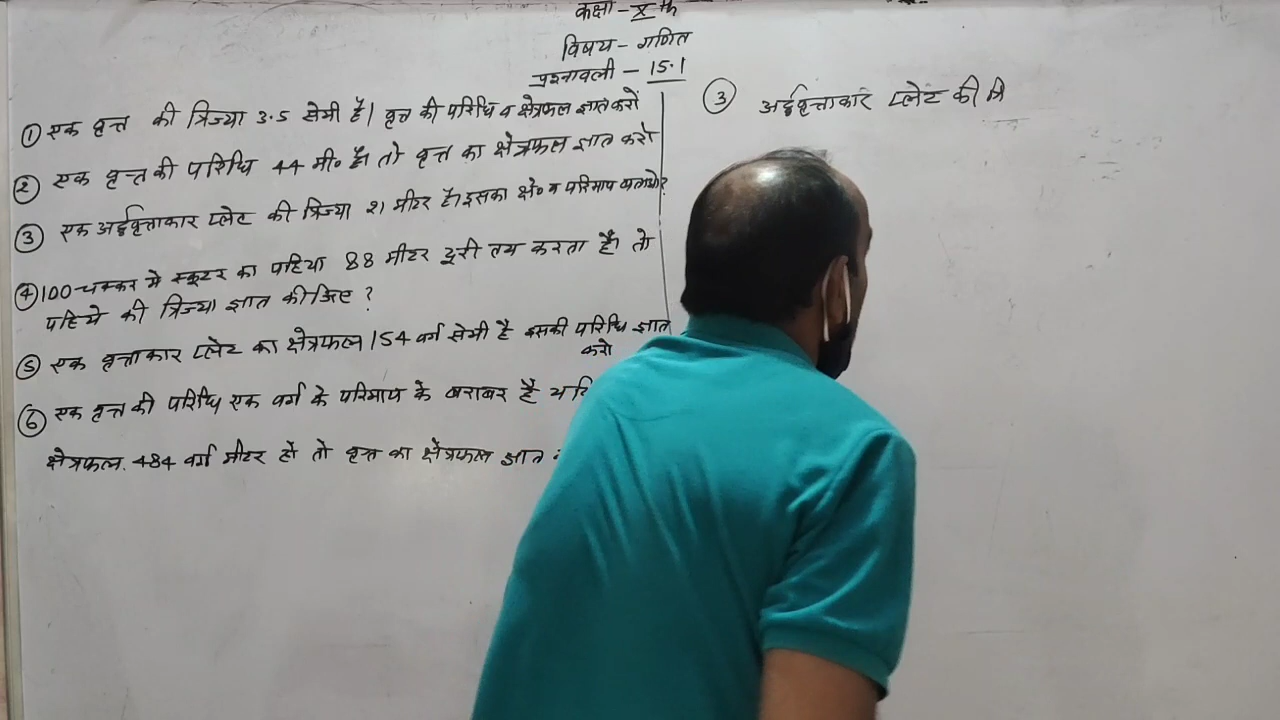 कक्षा - X th
विषय - गणित
प्रश्नावली - 15.1
① एक वृत्त की त्रिज्या 3.5 सेमी है। वृत्त की परिधि व क्षेत्रफल ज्ञात करो
② एक वृत्त की परिधि 44 मी० है। तो वृत्त का क्षेत्रफल ज्ञात करो
③ एक अर्द्धवृत्ताकार प्लेट की त्रिज्या 21 मीटर है। इसका क्षे० व परिमाप बताओ?
④ 100 चक्कर मे स्कूटर का पहिया 88 मीटर दूरी तय करता है। तो
पहिये की त्रिज्या ज्ञात कीजिए ?
⑤ एक वृत्ताकार प्लेट का क्षेत्रफल 154 वर्ग सेमी है इसकी परिधि ज्ञात
करो
⑥ एक वृत्त की परिधि एक वर्ग के परिमाप के बराबर है यदि
क्षेत्रफल 484 वर्ग मीटर हो तो वृत्त का क्षेत्रफल ज्ञात
③ अर्द्धवृत्ताकार प्लेट की त्रि